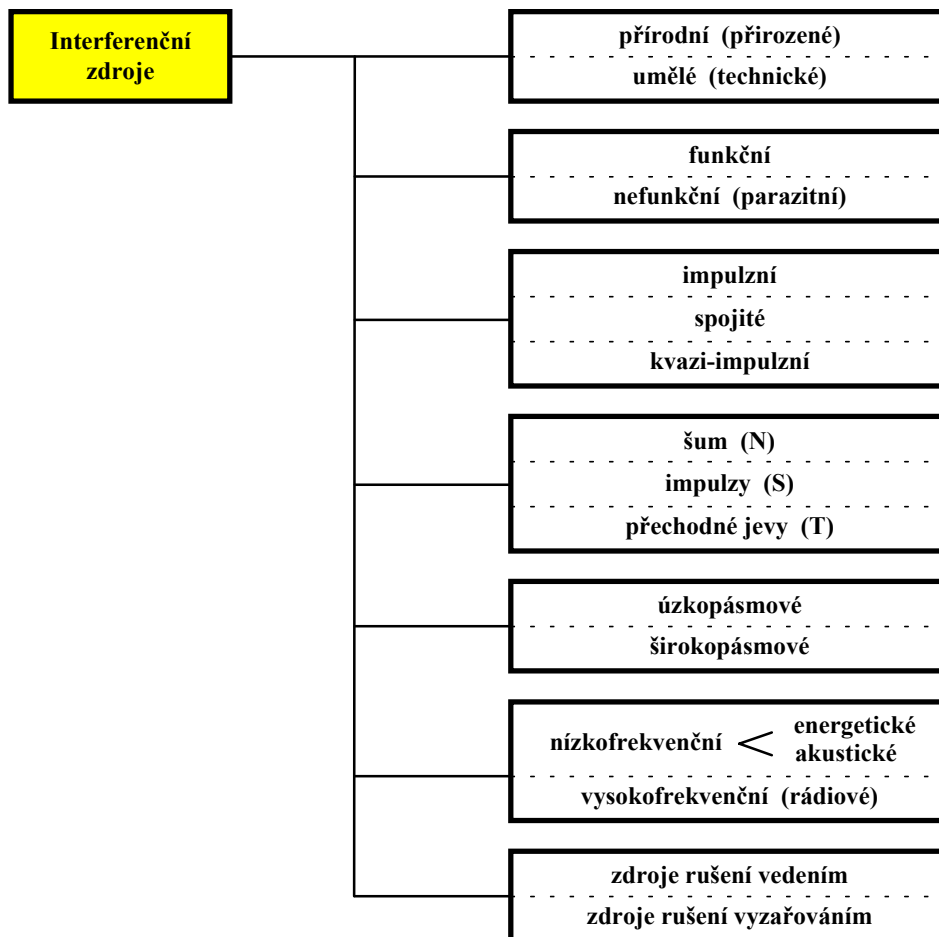 Interferenční
zdroje
přírodní (přirozené)
umělé (technické)
funkční
nefunkční (parazitní)
impulzní
spojité
kvazi-impulzní
šum (N)
impulzy (S)
přechodné jevy (T)
úzkopásmové
širokopásmové
nízkofrekvenční
energetické
akustické
vysokofrekvenční (rádiové)
zdroje rušení vedením
zdroje rušení vyzařováním